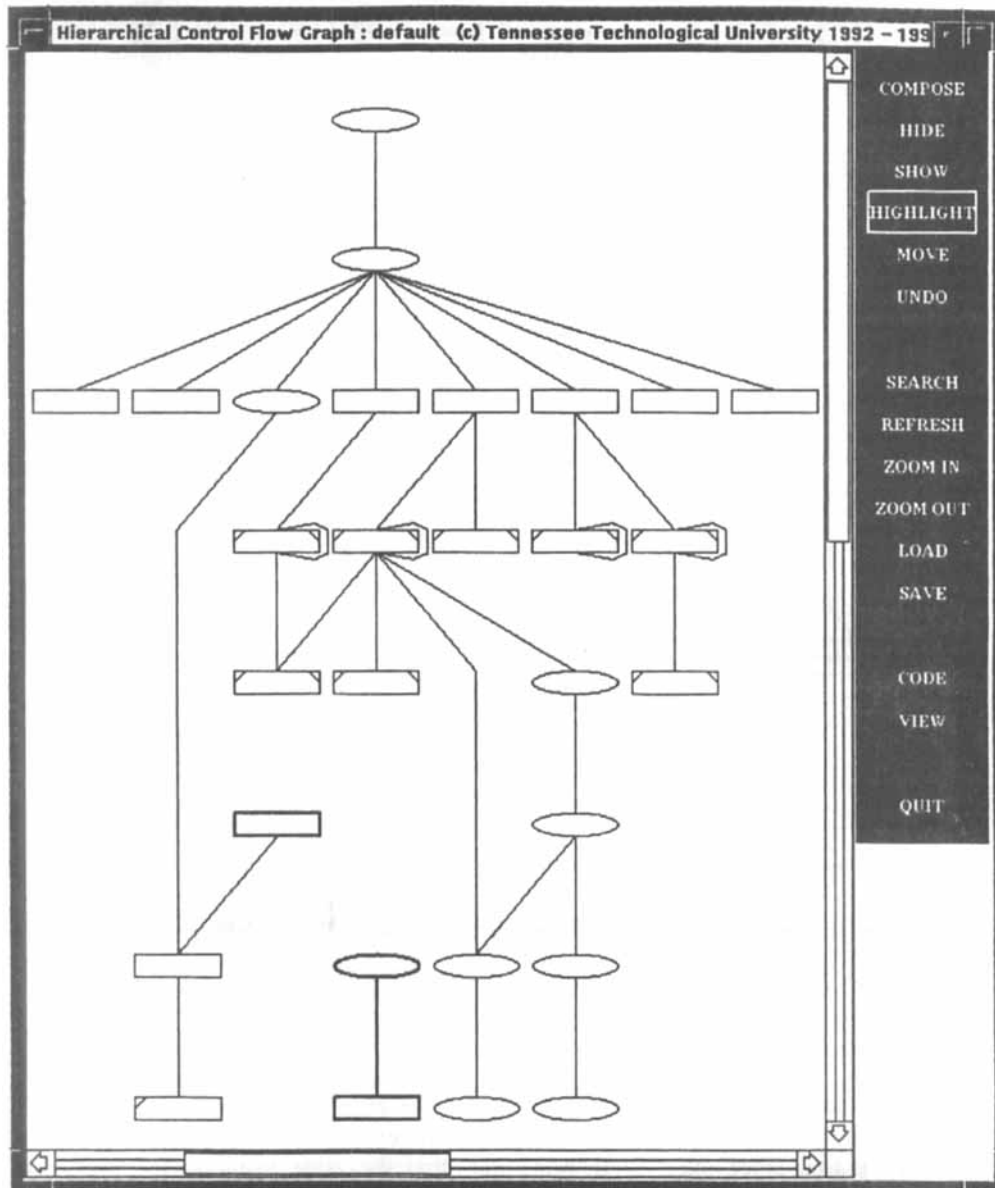 Hierarchical Control Flow Graph : default (c) Tennessee Technological University 1992 - 199
COMPOSE
HIDE
SHOW
HIGHLIGHT
MOVE
UNDO
SEARCH
REFRESH
ZOOM IN
ZOOM OUT
LOAD
SAVE
CODE
VIEW
QUIT